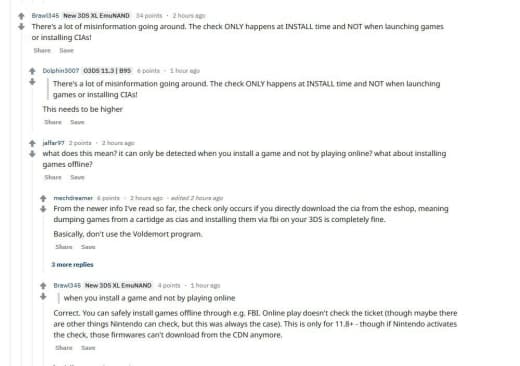 Brawl345 New 3DS XL EmuNAND 34 points · 2 hours ago
There's a lot of misinformation going around. The check ONLY happens at INSTALL time and NOT when launching games
or installing CIAs!
Share Save
Dolphin3007 O3DS 11.3 | B9S 6 points · 1 hour ago
There's a lot of misinformation going around. The check ONLY happens at INSTALL time and NOT when launching
games or installing CIAs!
This needs to be higher
Share Save
jaffar97 2 points · 2 hours ago
what does this mean? it can only be detected when you install a game and not by playing online? what about installing
games offline?
Share Save
mechdreamer 6 points · 2 hours ago · edited 2 hours ago
From the newer info I've read so far, the check only occurs if you directly download the cia from the eshop, meaning
dumping games from a cartidge as cias and installing them via fbi on your 3DS is completely fine.
Basically, don't use the Voldemort program.
Share Save
3 more replies
Brawl345 New 3DS XL EmuNAND 4 points · 1 hour ago
when you install a game and not by playing online
Correct. You can safely install games offline through e.g. FBI. Online play doesn't check the ticket (though maybe there
are other things Nintendo can check, but this was always the case). This is only for 11.8+ - though if Nintendo activates
the check, those firmwares can't download from the CDN anymore.
Share Save